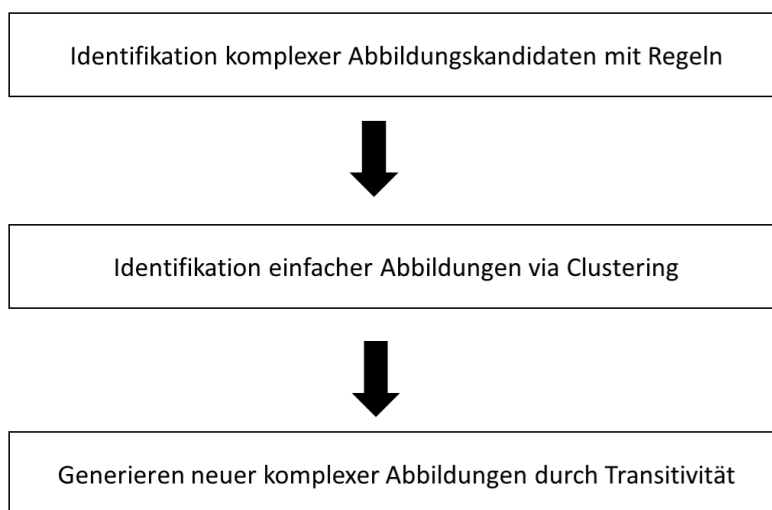 Identifikation komplexer Abbildungskandidaten mit Regeln
Identifikation einfacher Abbildungen via Clustering
Generieren neuer komplexer Abbildungen durch Transitivität